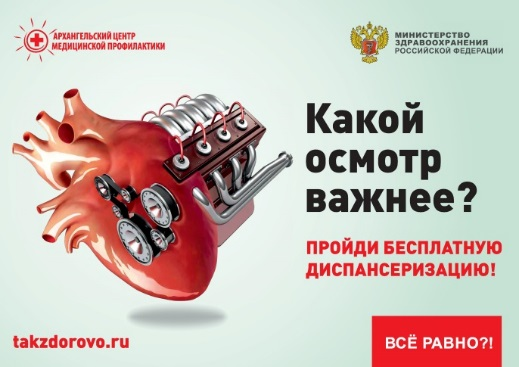 АРХАНГЕЛЬСКИЙ ЦЕНТР
МЕДИЦИНСКОЙ ПРОФИЛАКТИКИ
МИНИСТЕРСТВО
ЗДРАВООХРАНЕНИЯ
РОССИЙСКОЙ ФЕДЕРАЦИИ
Какой
осмотр
важнее?
ПРОЙДИ БЕСПЛАТНУЮ
ДИСПАНСЕРИЗАЦИЮ!
takzdorovo.ru
ВСЁ РАВНО?!